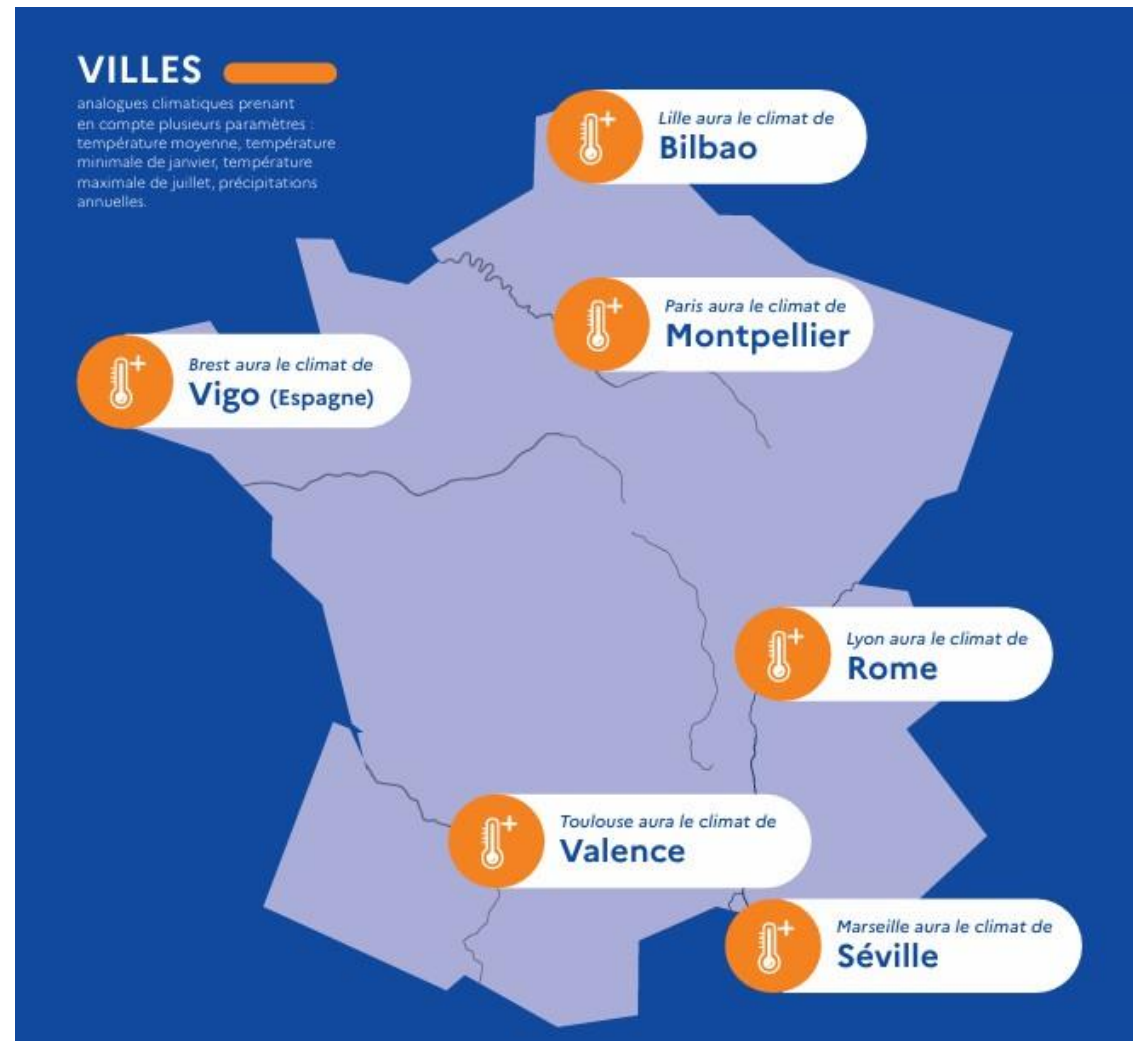 VILLES
analogues climatiques prenant
en compte plusieurs paramètres :
température moyenne, température
minimale de janvier, température
maximale de juillet, précipitations
annuelles.
Lille aura le climat de
Bilbao
Paris aura le climat de
Montpellier
Brest aura le climat de
Vigo (Espagne)
Lyon aura le climat de
Rome
Toulouse aura le climat de
Valence
Marseille aura le climat de
Séville